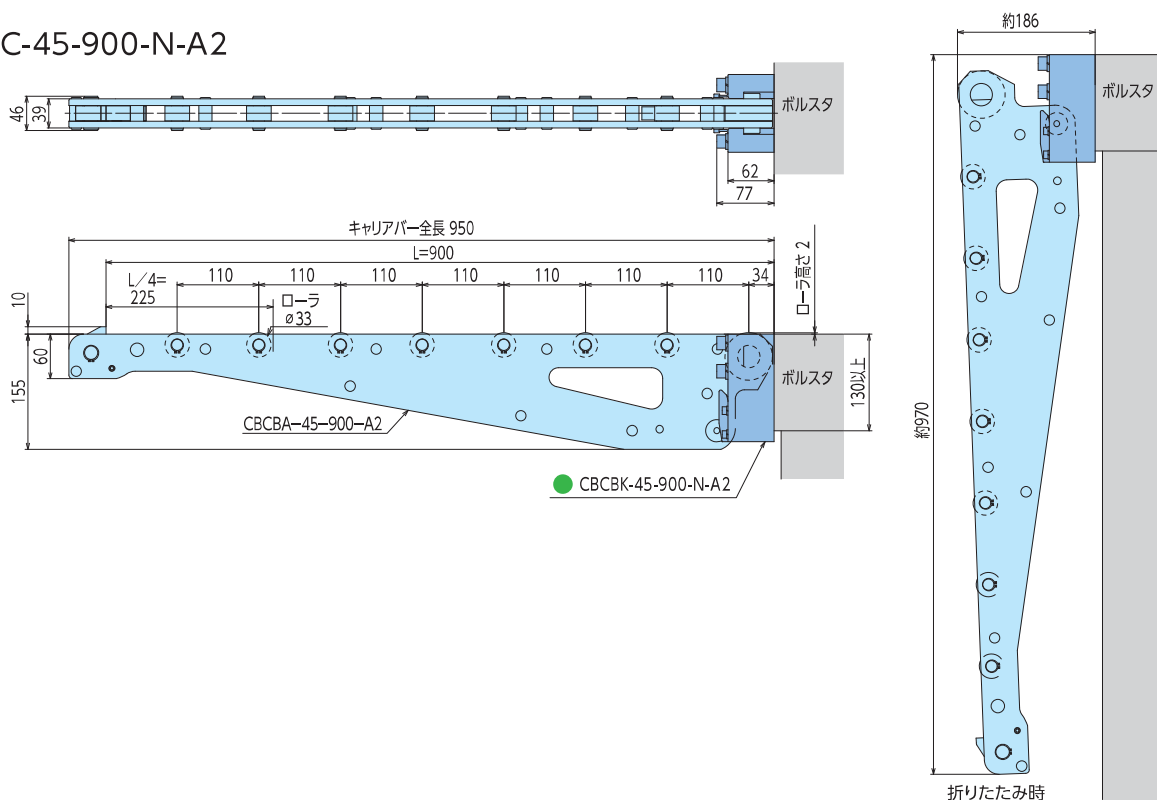 C-45-900-N-A2
46
39
ボルスタ
62
77
キャリアバー全長 950
L=900
L/4=
225
110
110
110
110
110
110
110
34
ローラ高さ 2
ローラ
ø33
10
60
155
ボルスタ
130以上
CBCBA-45-900-A2
CBCBK-45-900-N-A2
約186
ボルスタ
約970
折りたたみ時